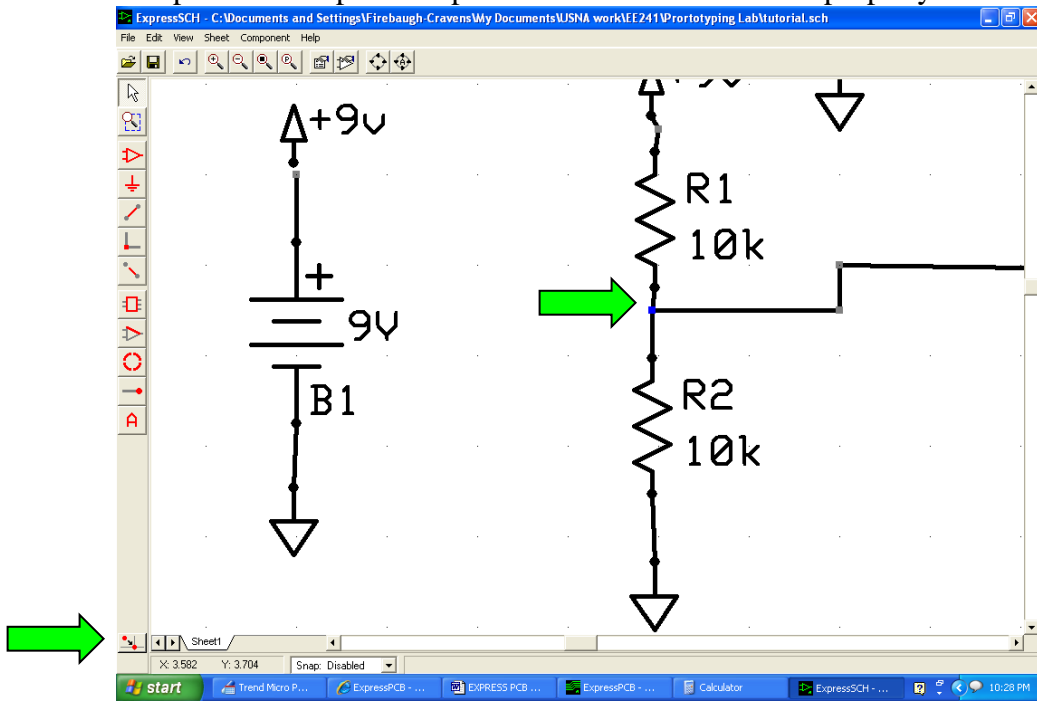 ExpressSCH - C:\Documents and Settings\Firebaugh-Cravens\My Documents\USNA work\EE241\Prortotyping Lab\tutorial.sch
File Edit View Sheet Component Help
+9v
R1
10k
+
9V
B1
R2
10k
A
Sheet1
X: 3.582 Y: 3.704 Snap: Disabled
start Trend Micro P... ExpressPCB - ... EXPRESS PCB ... ExpressPCB - ... Calculator ExpressSCH - ... 10:28 PM